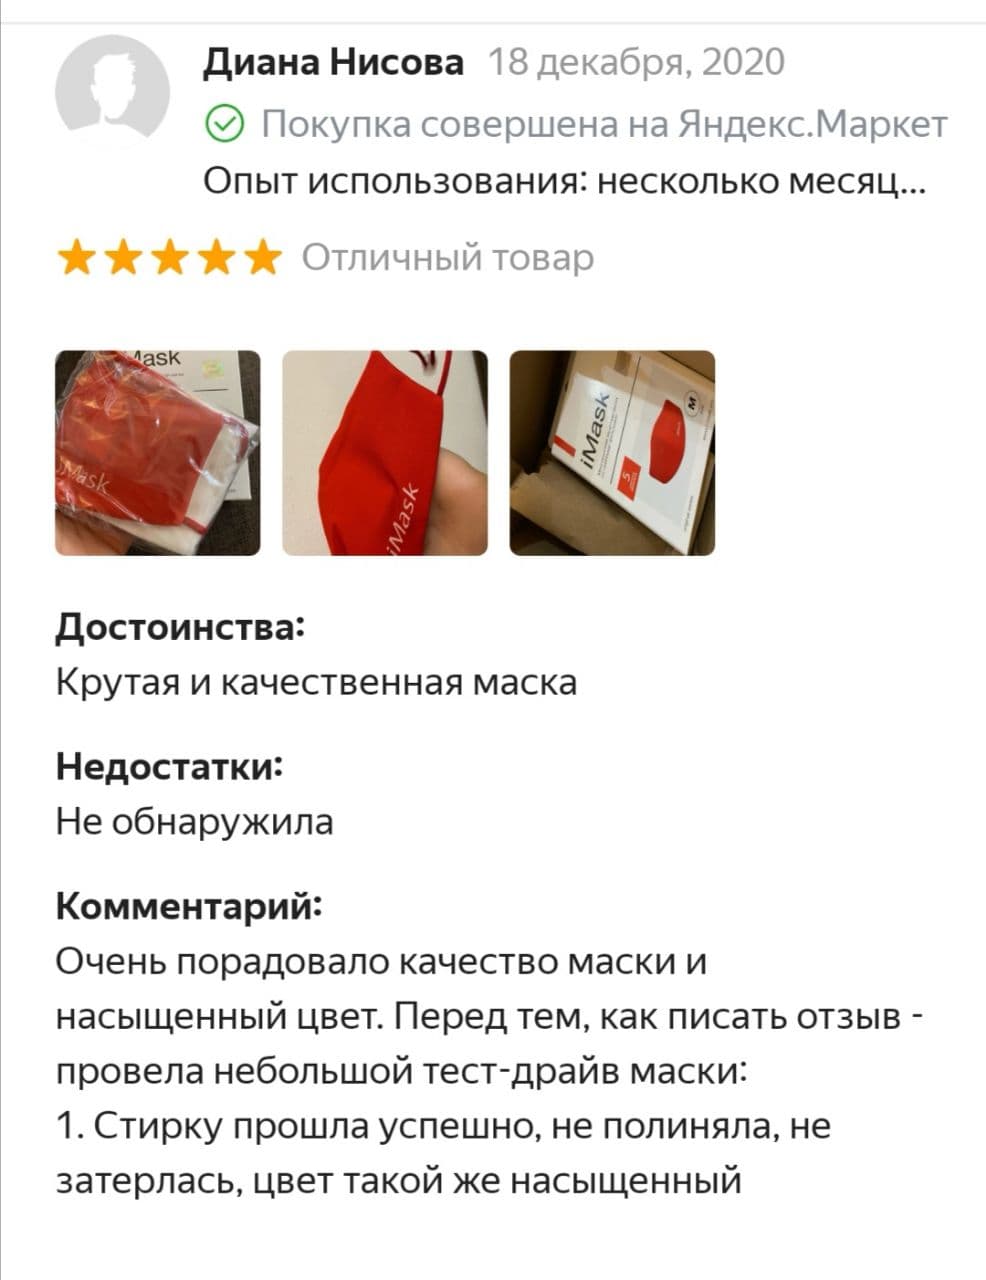 Диана Нисова 18 декабря, 2020
Покупка совершена на Яндекс.Маркет
Опыт использования: несколько месяц...
Отличный товар
Mask
iMask
iMask
iMask
M
5
Достоинства:
Крутая и качественная маска
Недостатки:
Не обнаружила
Комментарий:
Очень порадовало качество маски и
насыщенный цвет. Перед тем, как писать отзыв -
провела небольшой тест-драйв маски:
1. Стирку прошла успешно, не полиняла, не
затерлась, цвет такой же насыщенный